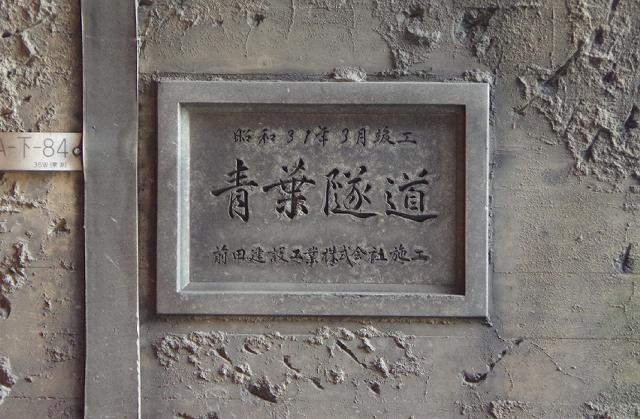 A-下-84
昭和31年3月竣工
青葉隧道
前田建設工業株式会社施工